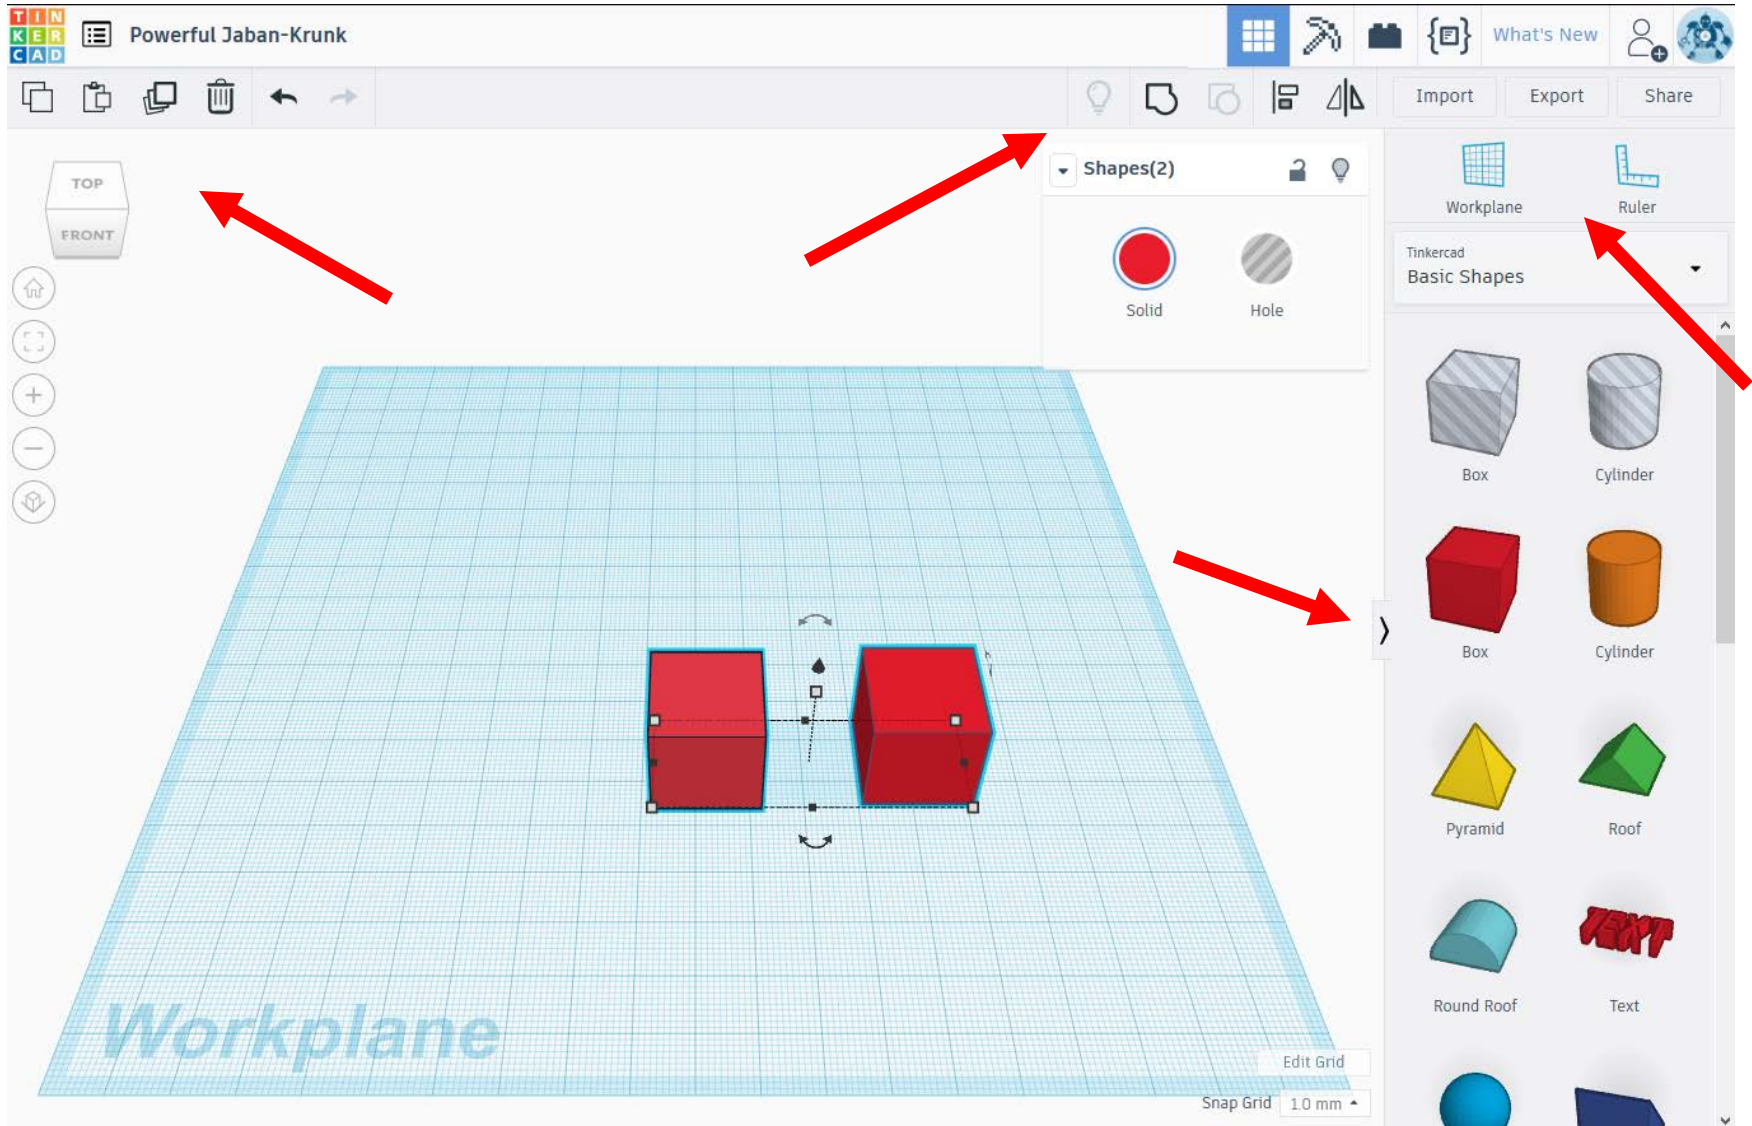 TIN
KER
CAD
Powerful Jaban-Krunk
What's New
Import
Export
Share
TOP
FRONT
Shapes(2)
Solid
Hole
Workplane
Ruler
Tinkercad
Basic Shapes
Box
Cylinder
Box
Cylinder
Pyramid
Roof
Round Roof
TEXT
Text
Workplane
Edit Grid
Snap Grid
1.0 mm